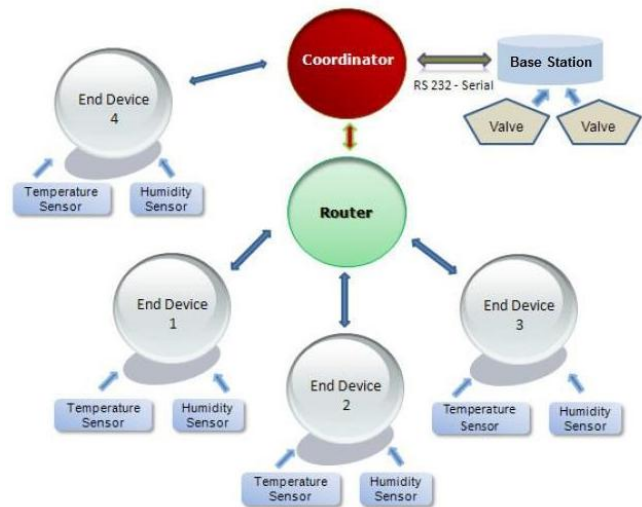 Coordinator
Base Station
RS 232 - Serial
Valve
Valve
End Device
4
Temperature
Sensor
Humidity
Sensor
Router
End Device
1
Temperature
Sensor
Humidity
Sensor
End Device
2
Temperature
Sensor
Humidity
Sensor
End Device
3
Temperature
Sensor
Humidity
Sensor